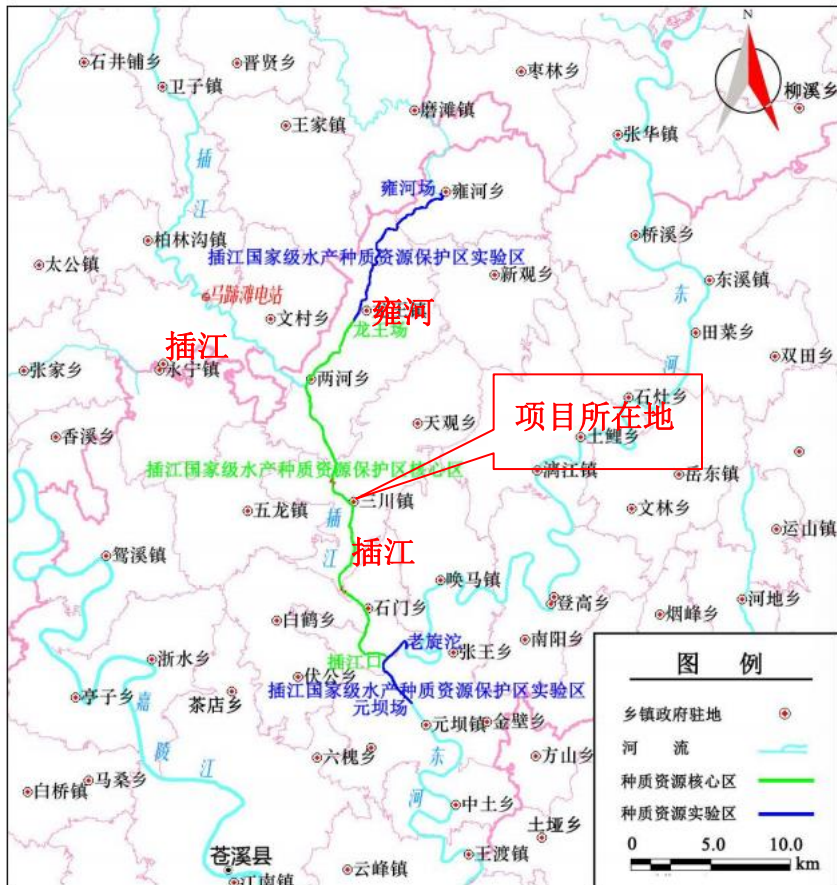 N
石井铺乡
晋贤乡
枣林乡
卫子镇
柳溪乡
磨滩镇
王家镇
张华镇
插江
雍河场
雍河乡
柏林沟镇
桥溪乡
插江国家级水产种质资源保护区实验区
太公镇
新观乡
东溪镇
马蹄滩电站
东河
雍河
文村乡
龙王场
田菜乡
插江
双田乡
张家乡
永宁镇
两河乡
石灶乡
项目所在地
天观乡
香溪乡
土鲤乡
插江国家级水产种质资源保护区核心区
漓江镇
岳东镇
三川镇
五龙镇
文林乡
插江
运山镇
鸳溪镇
插江
唤马镇
登高乡
河地乡
石门乡
白鹤乡
烟峰乡
老旋沱
南阳乡
张王乡
浙水乡
插江口
伏公乡
图 例
亭子乡
茶店乡
插江国家级水产种质资源保护区实验区
元坝场
嘉陵江
元坝镇
金壁乡
乡镇政府驻地
六槐乡
方山乡
河 流
马桑乡
白桥镇
东河
种质资源核心区
中土乡
种质资源实验区
土垭乡
0 5.0 10.0
km
苍溪县
云峰镇
王渡镇
江南镇